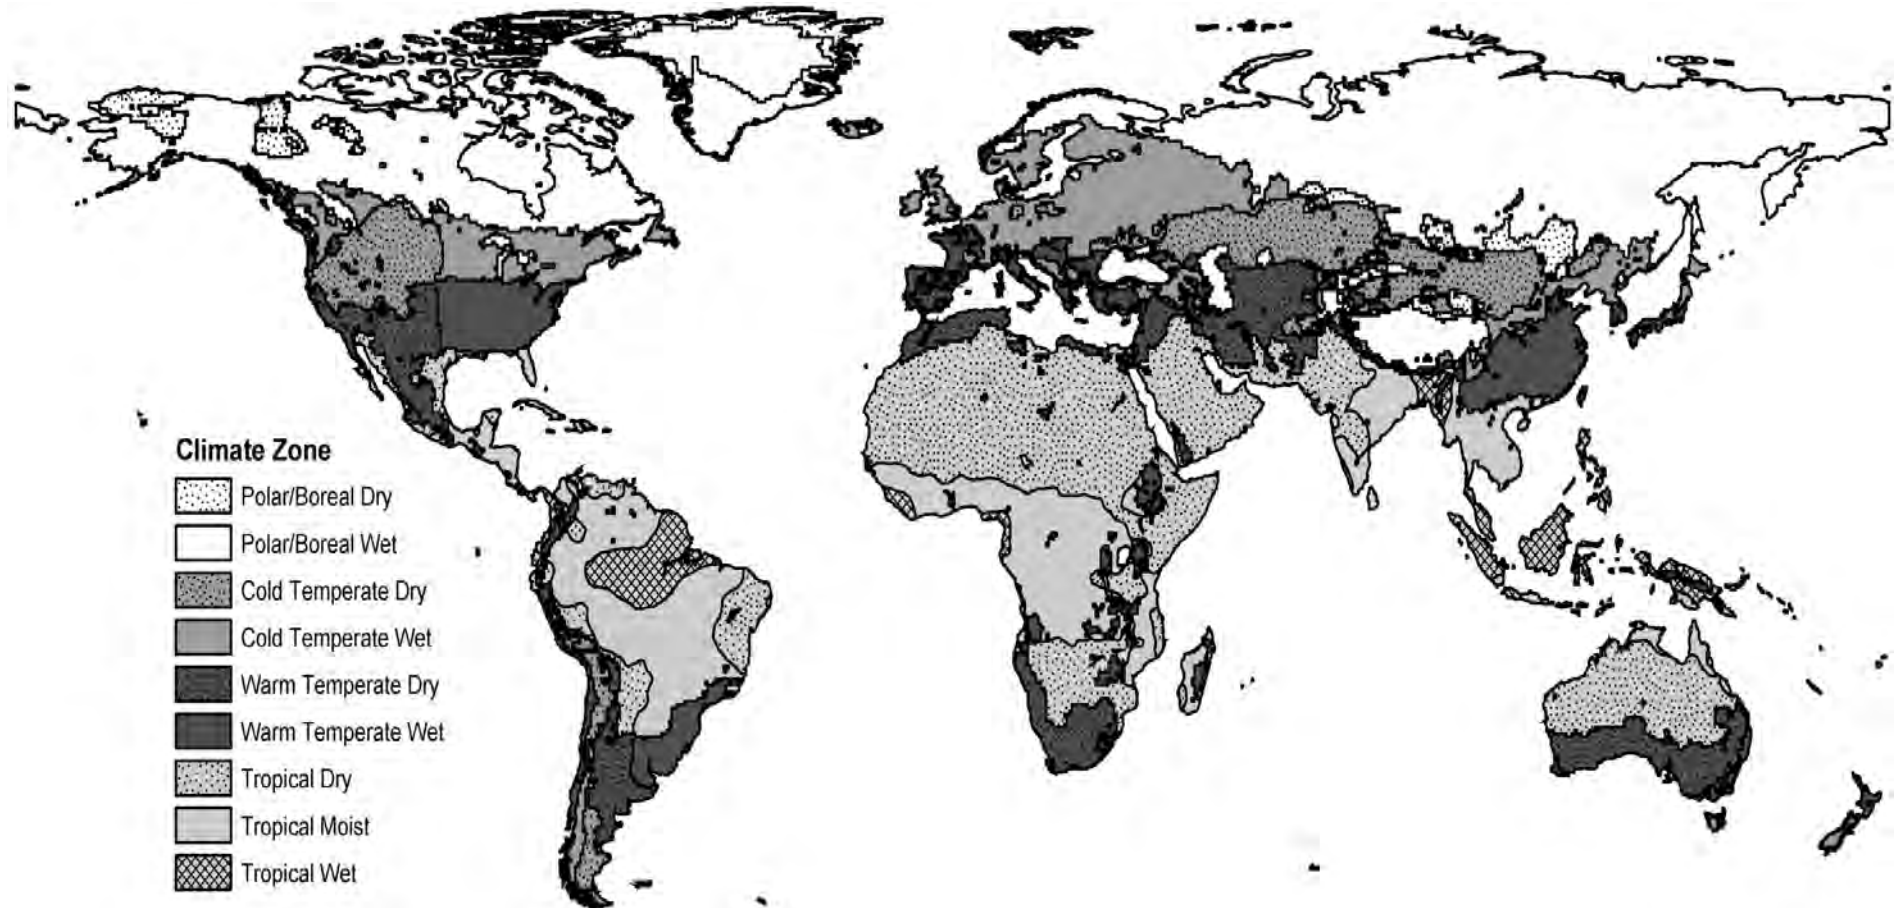 Climate Zone
Polar/Boreal Dry
Polar/Boreal Wet
Cold Temperate Dry
Cold Temperate Wet
Warm Temperate Dry
Warm Temperate Wet
Tropical Dry
Tropical Moist
Tropical Wet